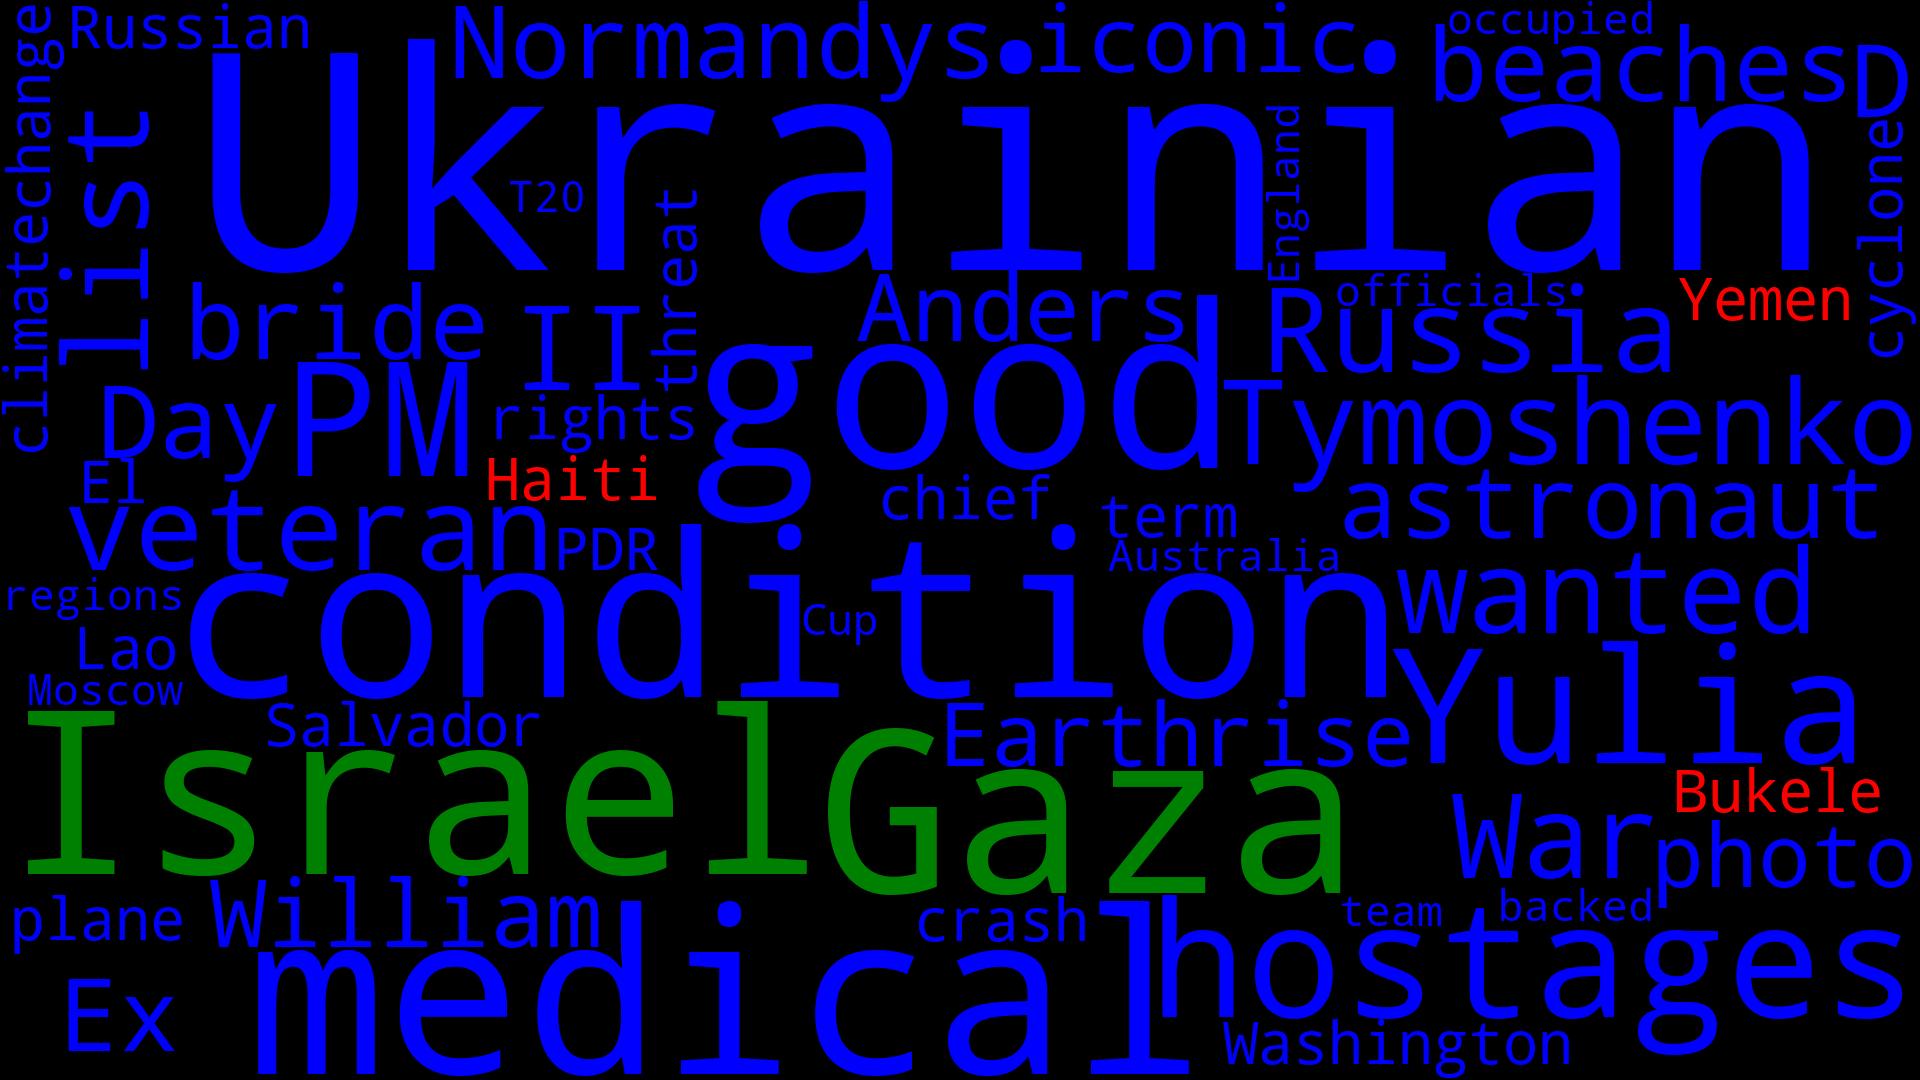 climatechange
Russian
Normandys
iconic
occupied
beaches
D
list
Ukrainian
T20
England
cyclone
threat
bride
II
Anders
officials
Russia
Yemen
Day
PM
rights
good
Tymoshenko
El
Haiti
chief
term
astronaut
veteran
PDR
Australia
regions
condition
Cup
wanted
Lao
Moscow
Yulia
Israel
Salvador
Gaza
Earthrise
Bukele
War
photo
plane
William
crash
team
backed
Ex
medical
hostages
Washington